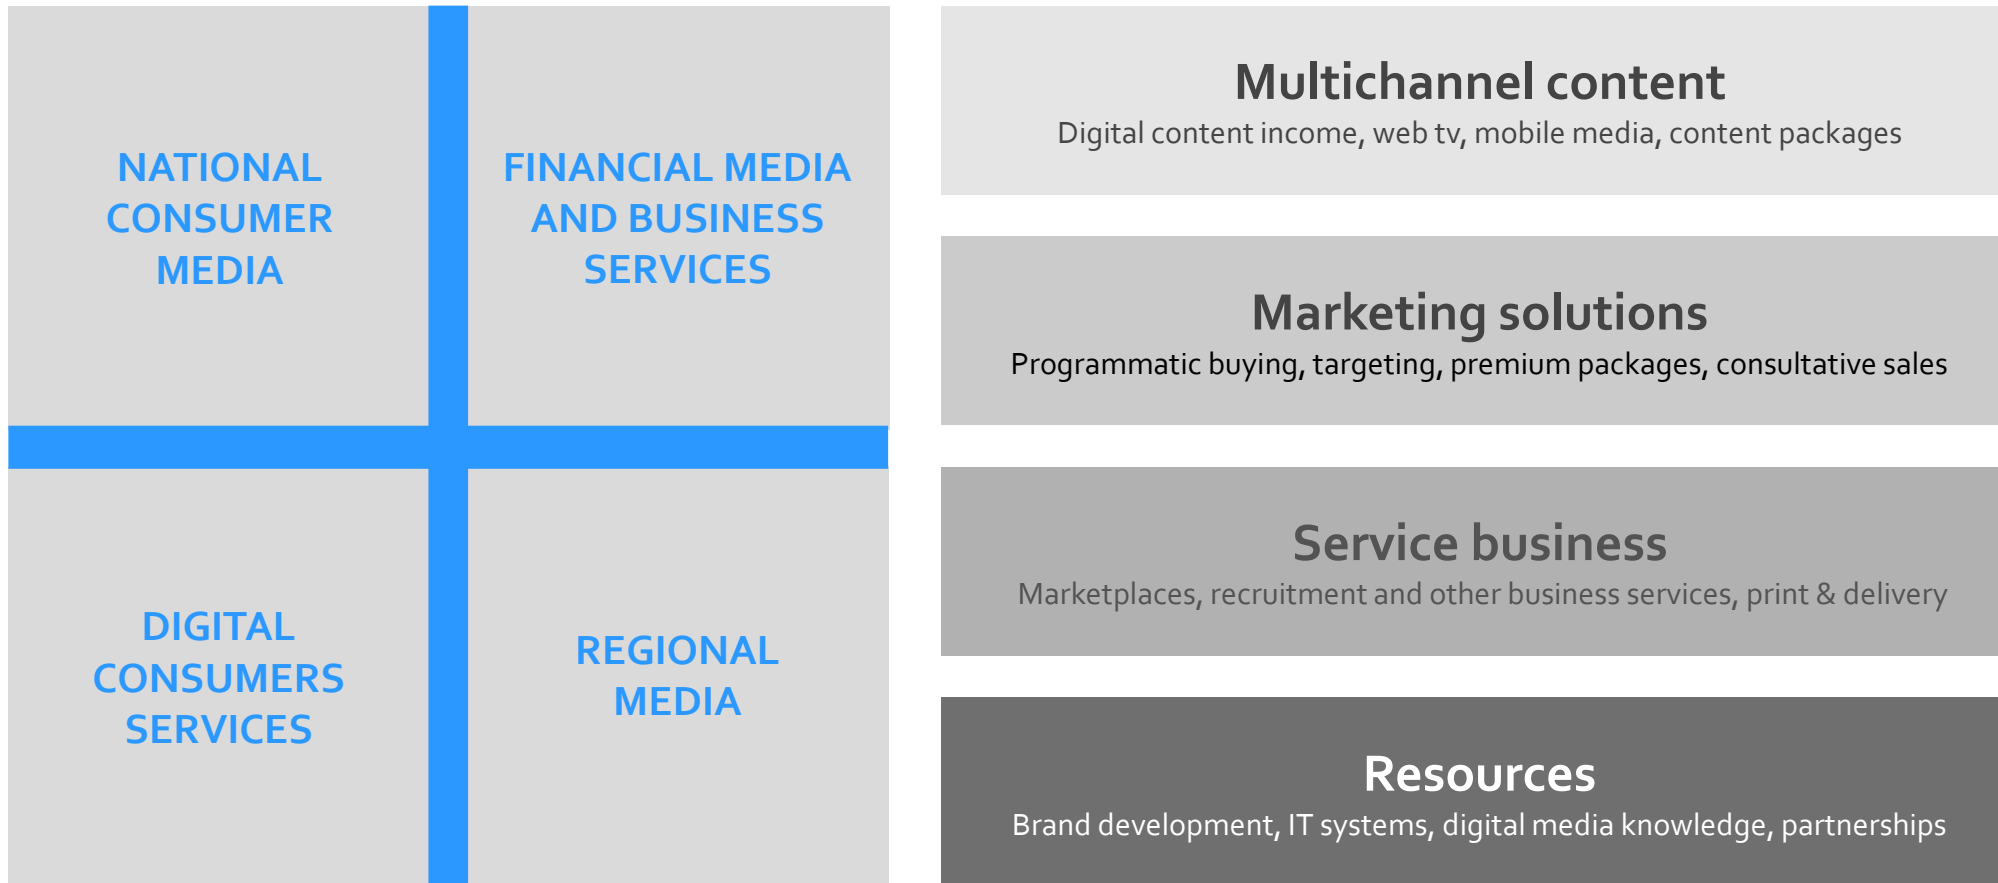 NATIONAL
CONSUMER
MEDIA
FINANCIAL MEDIA
AND BUSINESS
SERVICES
DIGITAL
CONSUMERS
SERVICES
REGIONAL
MEDIA
Multichannel content
Digital content income, web tv, mobile media, content packages
Marketing solutions
Programmatic buying, targeting, premium packages, consultative sales
Service business
Marketplaces, recruitment and other business services, print & delivery
Resources
Brand development, IT systems, digital media knowledge, partnerships